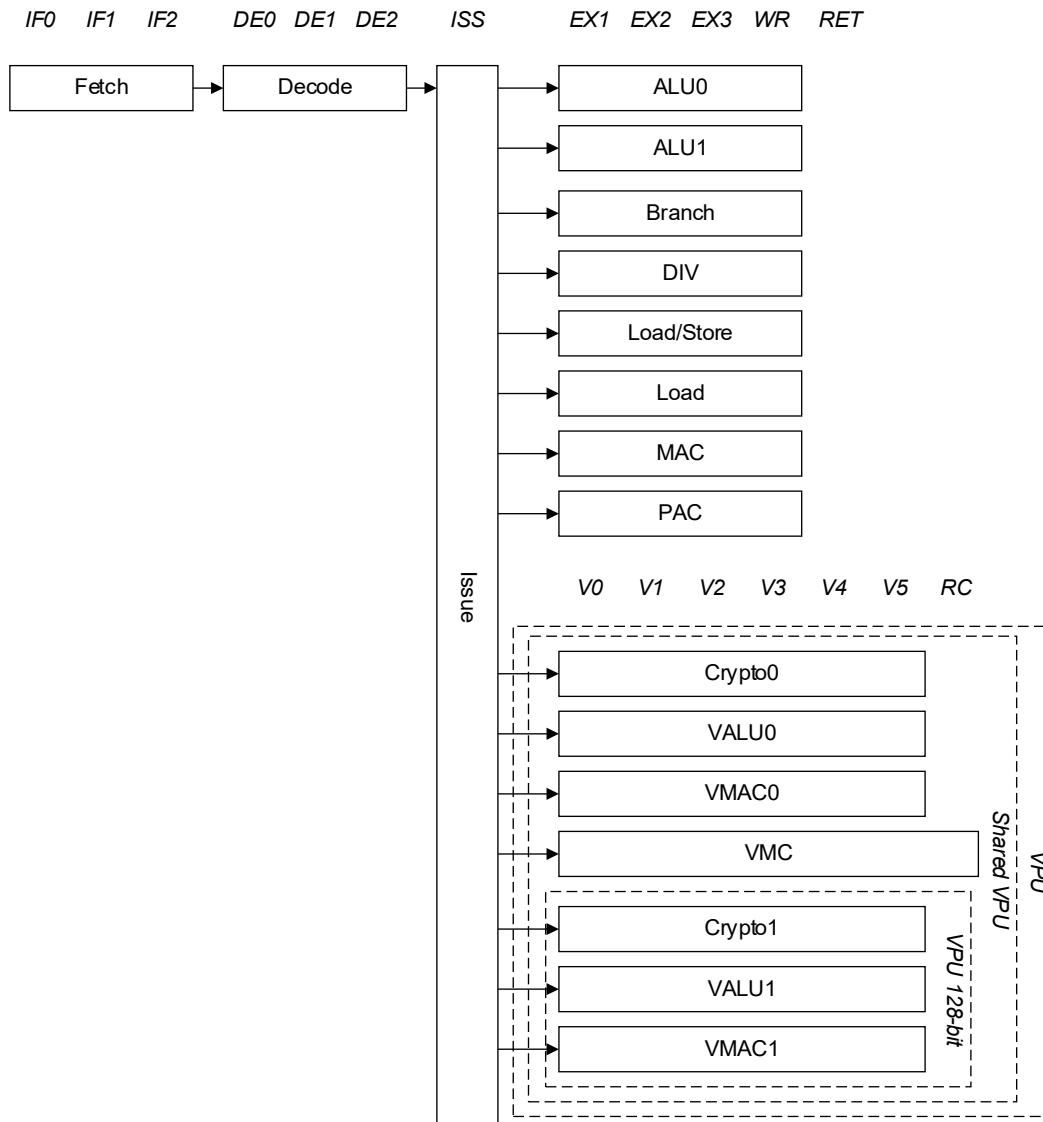 IF0 IF1 IF2 DE0 DE1 DE2 ISS EX1 EX2 EX3 WR RET
Fetch
Decode
ALU0
ALU1
Branch
DIV
Load/Store
Load
MAC
PAC
Issue
V0 V1 V2 V3 V4 V5 RC
Crypto0
VALU0
VMAC0
VMC
Crypto1
VALU1
VMAC1
VPU 128-bit
Shared VPU
VPU